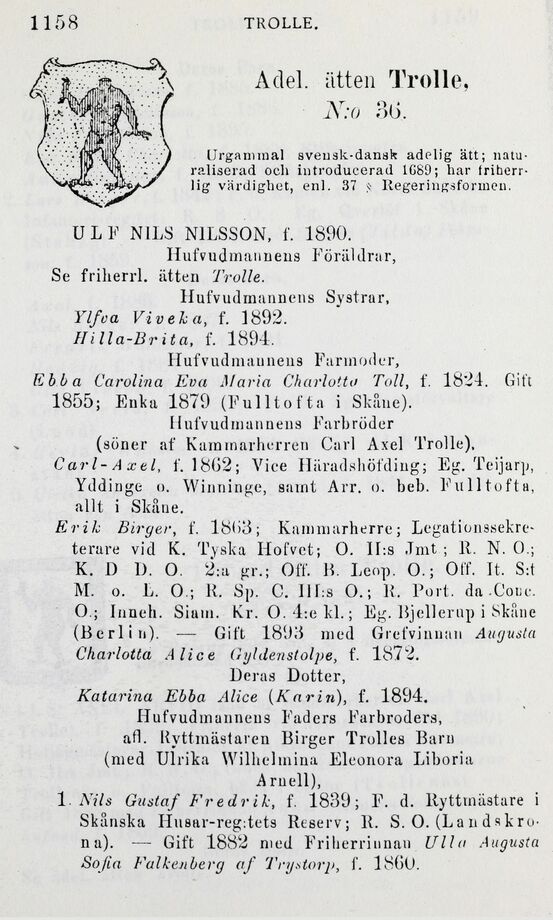 1158 TROLLE.
Adel. ätten Trolle,
N:o 36.
Urgammal svensk-dansk adelig ätt; natu-
raliserad och introducerad 1689; har friherr-
lig värdighet, enl. 37 § Regeringsformen.
ULF NILS NILSSON, f. 1890.
Hufvudmannens Föräldrar,
Se friherrl. ätten Trolle.
Hufvudmannens Systrar,
Ylfva Viveka, f. 1892.
Hilla-Brita, f. 1894.
Hufvudmannens Farmoder,
Ebba Carolina Eva Maria Charlotta Toll, f. 1824. Gift
1855; Enka 1879 (Fulltofta i Skåne).
Hufvudmannens Farbröder
(söner af Kammarherren Carl Axel Trolle),
Carl-Axel, f. 1862; Vice Häradshöfding; Eg. Teijarp,
Yddinge o. Winninge, samt Arr. o. beb. Fulltofta,
allt i Skåne.
Erik Birger, f. 1863; Kammarherre; Legationssekre-
terare vid K. Tyska Hofvet; O. II:s Jmt; R. N. O.;
K. D D. O. 2:a gr.; Off. B. Leop. O.; Off. It. S:t
M. o. L. O.; R. Sp. C. III:s O.; R. Port. da Conc.
O.; Inneh. Siam. Kr. O. 4:e kl.; Eg. Bjellerup i Skåne
(Berlin). — Gift 1893 med Grefvinnan Augusta
Charlotta Alice Gyldenstolpe, f. 1872.
Deras Dotter,
Katarina Ebba Alice (Karin), f. 1894.
Hufvudmannens Faders Farbroders,
afl. Ryttmästaren Birger Trolles Barn
(med Ulrika Wilhelmina Eleonora Liboria
Arnell),
1. Nils Gustaf Fredrik, f. 1839; F. d. Ryttmästare i
Skånska Husar-reg:tets Reserv; R. S. O. (Landskro-
na). — Gift 1882 med Friherrinnan Ulla Augusta
Sofia Falkenberg af Trystorp, f. 1860.